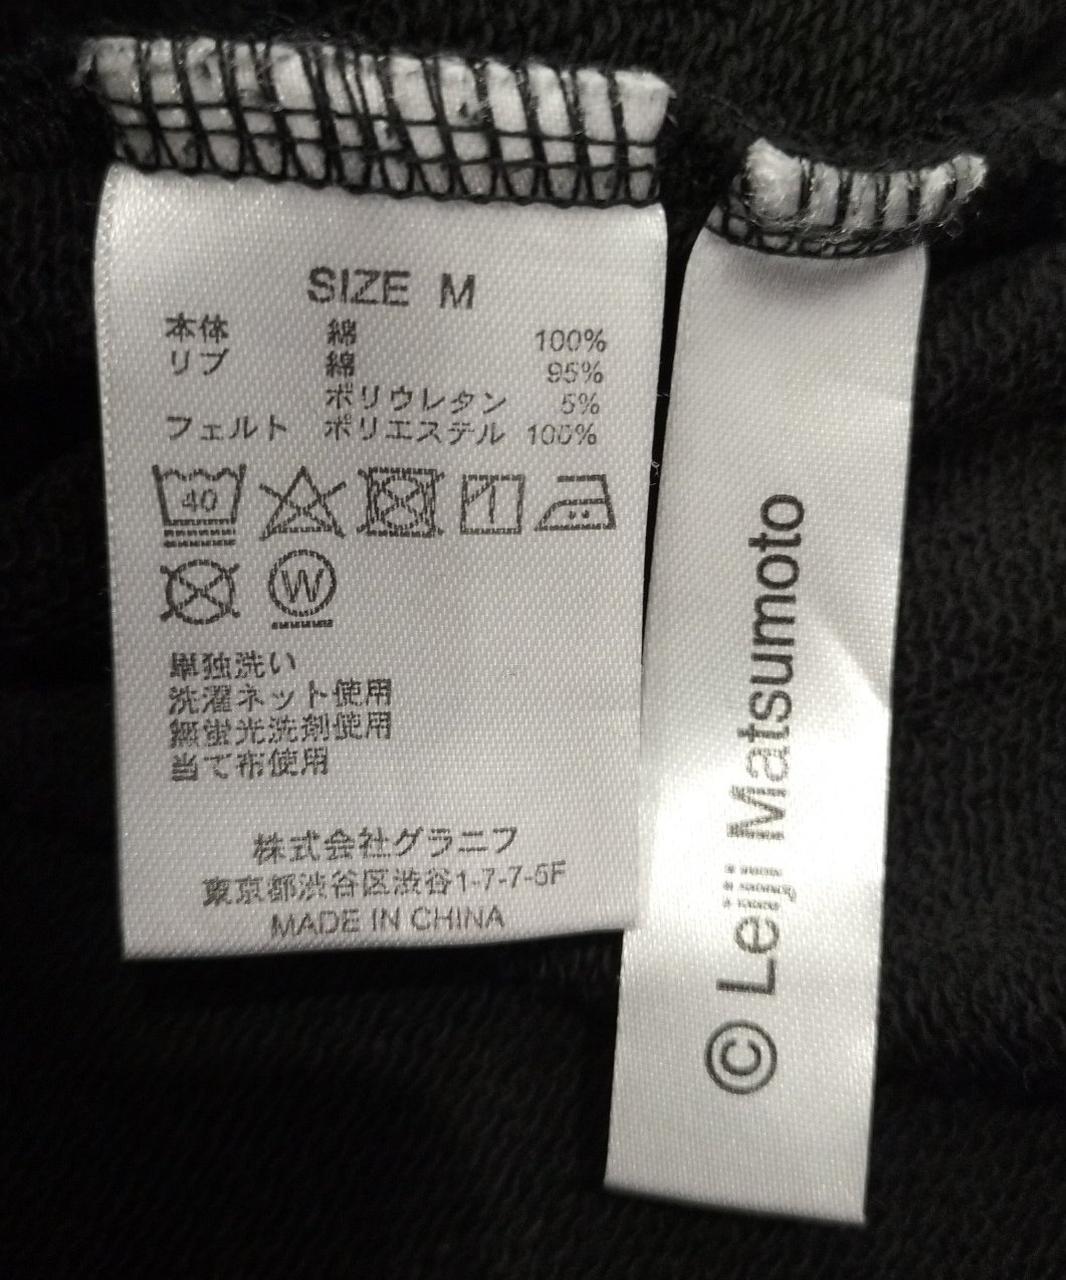 SIZE M
本体 綿 100%
リブ 綿 95%
ポリウレタン 5%
フェルト ポリエステル 100%
40
W
単独洗い
洗濯ネット使用
無蛍光洗剤使用
当て布使用
株式会社グラニフ
東京都渋谷区渋谷1-7-7-5F
MADE IN CHINA
© Leiji Matsumoto